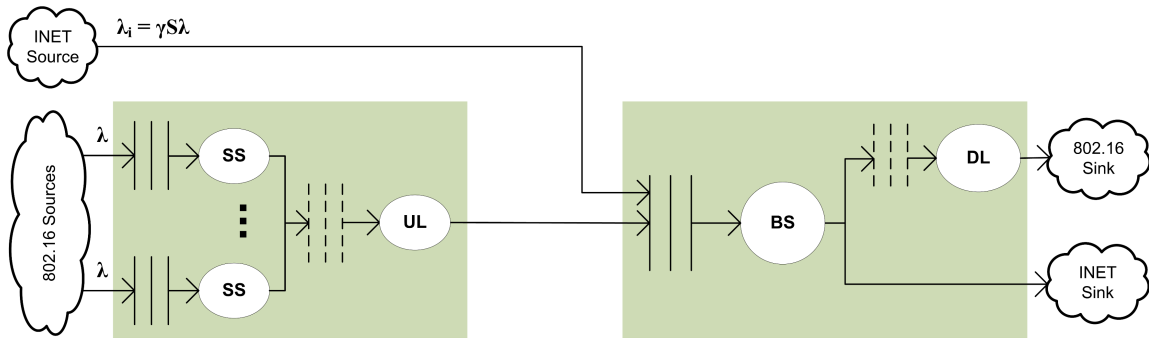 INET
Source
λᵢ = γSλ
802.16 Sources
λ
SS
λ
SS
UL
BS
DL
802.16
Sink
INET
Sink